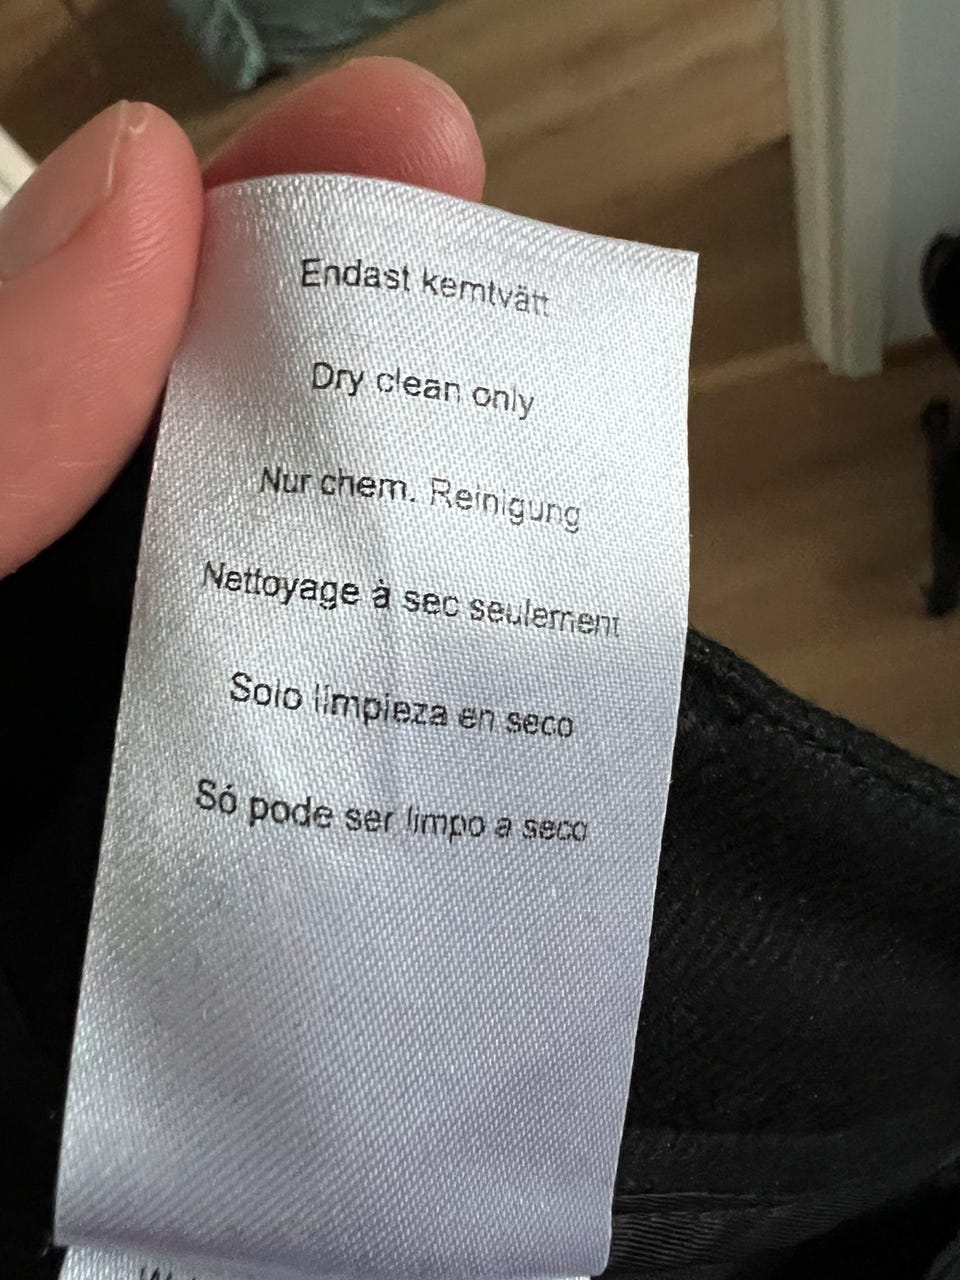 Endast kemtvätt
Dry clean only
Nur chem. Reinigung
Nettoyage à sec seulement
Solo limpieza en seco
Só pode ser limpo a seco